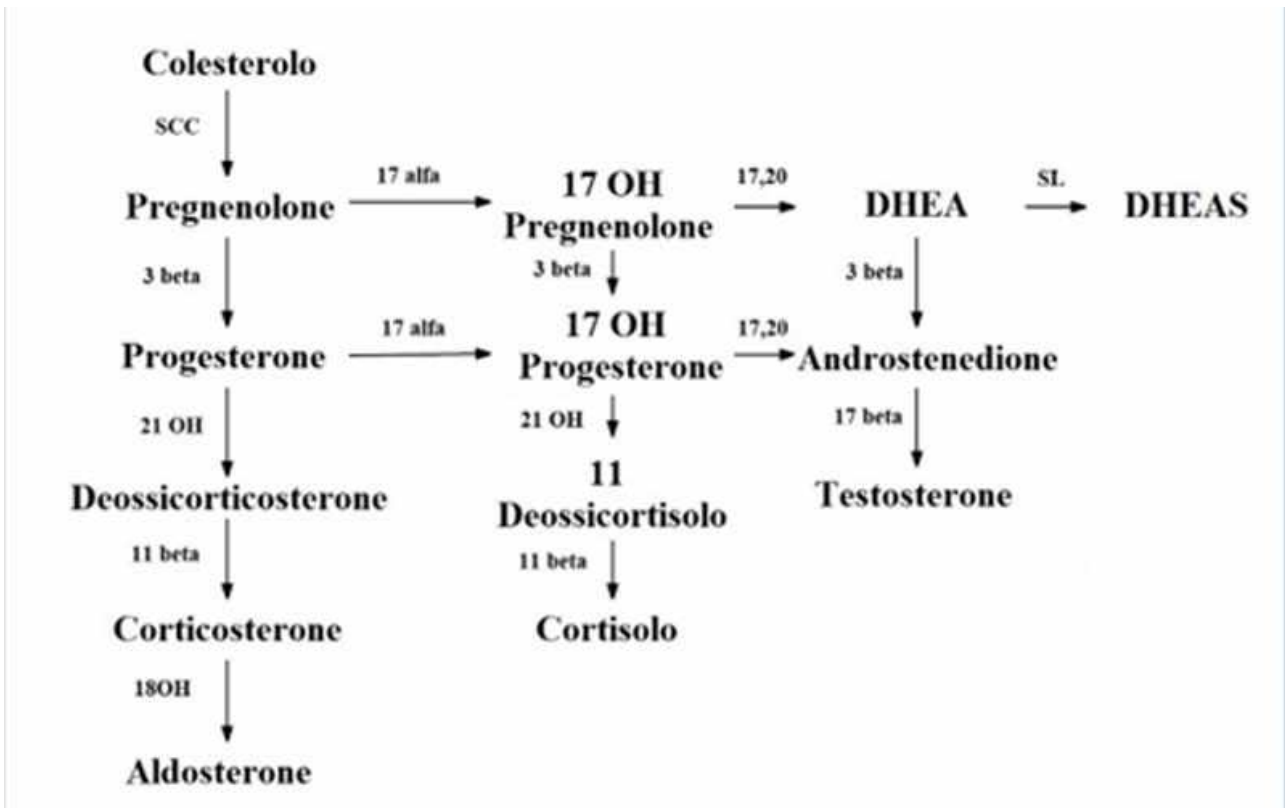 Colesterolo
SCC
17 alfa
17 OH
17,20
SL
Pregnenolone
Pregnenolone
DHEA
DHEAS
3 beta
3 beta
3 beta
17 alfa
17 OH
17,20
Progesterone
Progesterone
Androstenedione
21 OH
21 OH
17 beta
11
Deossicorticosterone
Deossicortisolo
Testosterone
11 beta
11 beta
Corticosterone
Cortisolo
18OH
Aldosterone